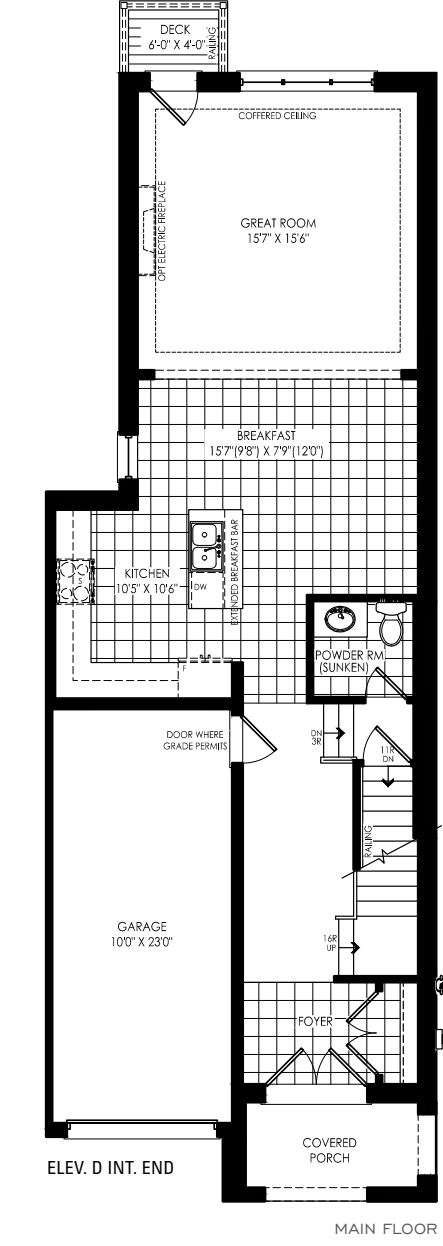 DECK
6'-0" X 4'-0"
RAILING
COFFERED CEILING
OPT ELECTRIC FIREPLACE
GREAT ROOM
15'7" X 15'6"
BREAKFAST
15'7"(9'8") X 7'9"(12'0")
KITCHEN
10'5" X 10'6"
S
DW
EXTENDED BREAKFAST BAR
F
POWDER RM
(SUNKEN)
DOOR WHERE
GRADE PERMITS
DN
3R
11R
DN
RAILING
GARAGE
10'0" X 23'0"
16R
UP
FOYER
COVERED
PORCH
ELEV. D INT. END
MAIN FLOOR